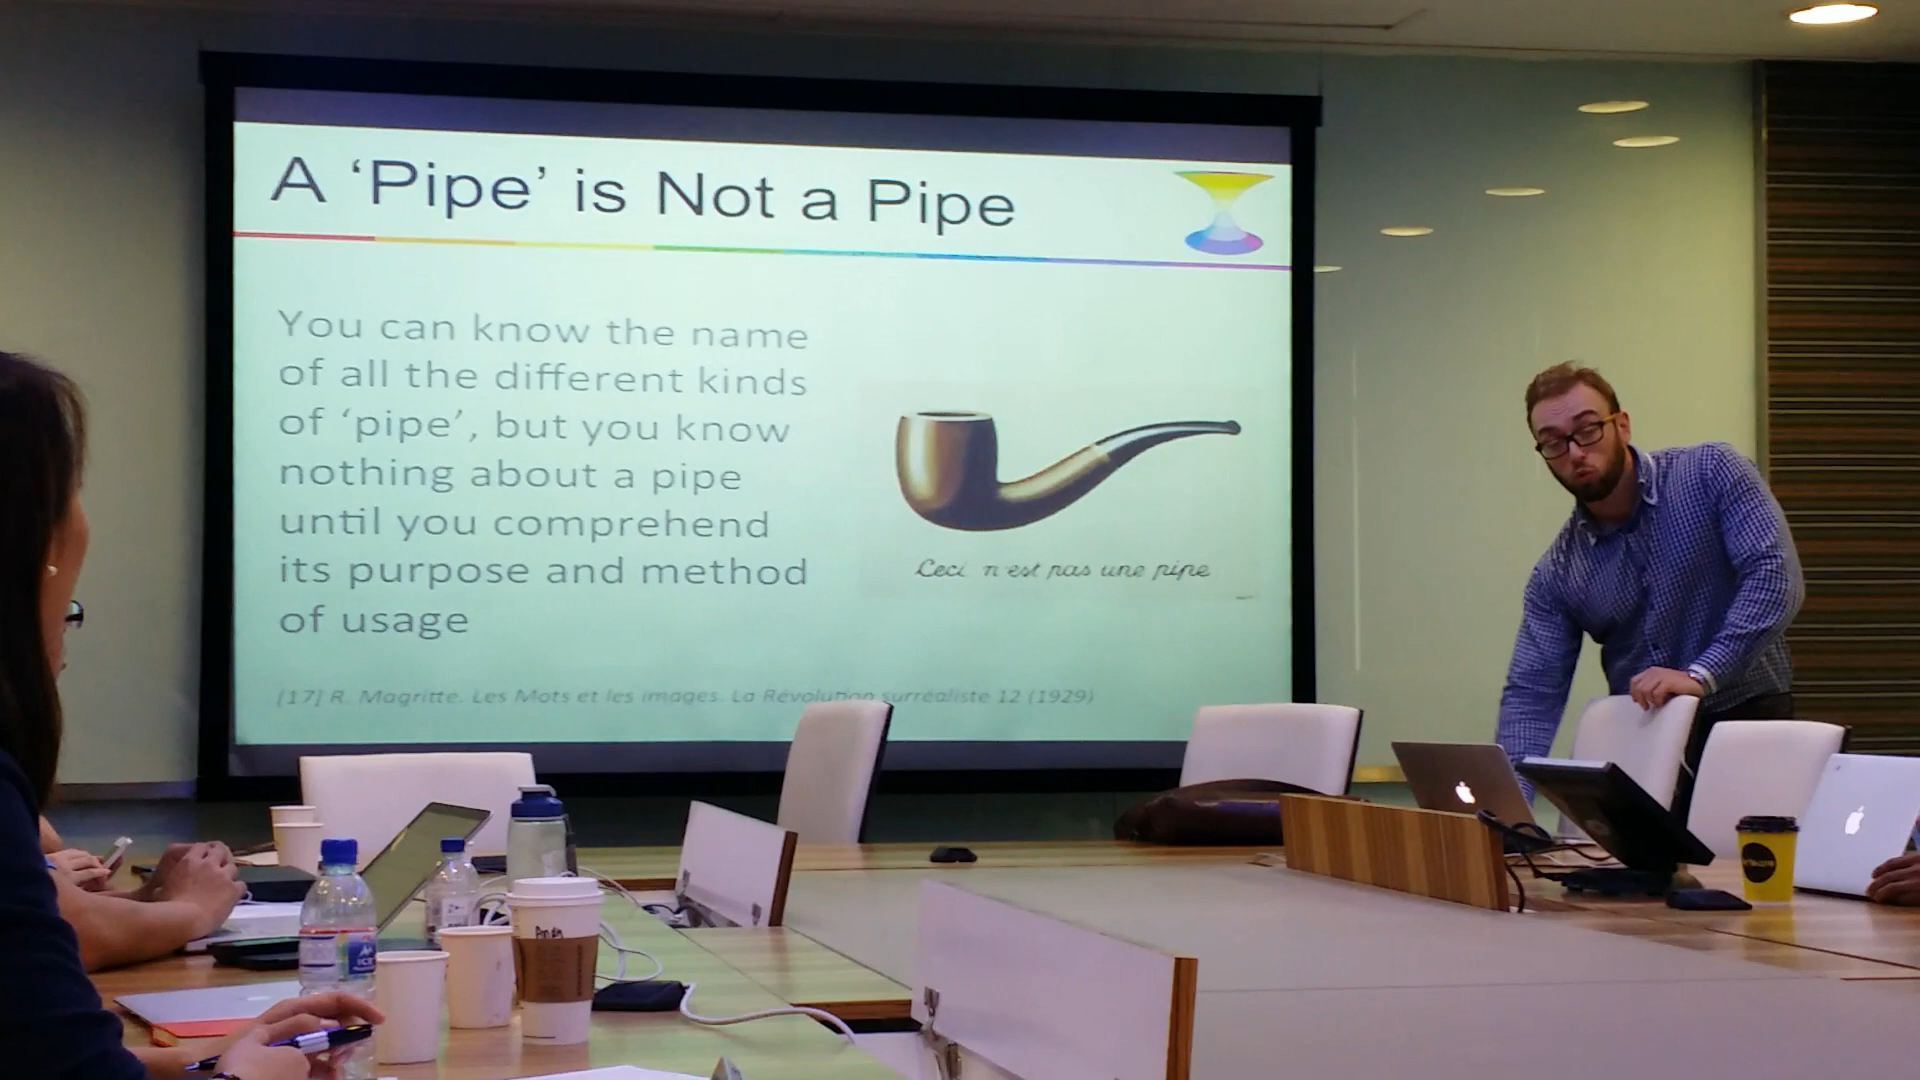 A ‘Pipe’ is Not a Pipe
You can know the name
of all the different kinds
of ‘pipe’, but you know
nothing about a pipe
until you comprehend
its purpose and method
of usage
Ceci n'est pas une pipe
[17] R. Magritte. Les Mots et les images. La Révolution surréaliste 12 (1929)
Andy
ICE